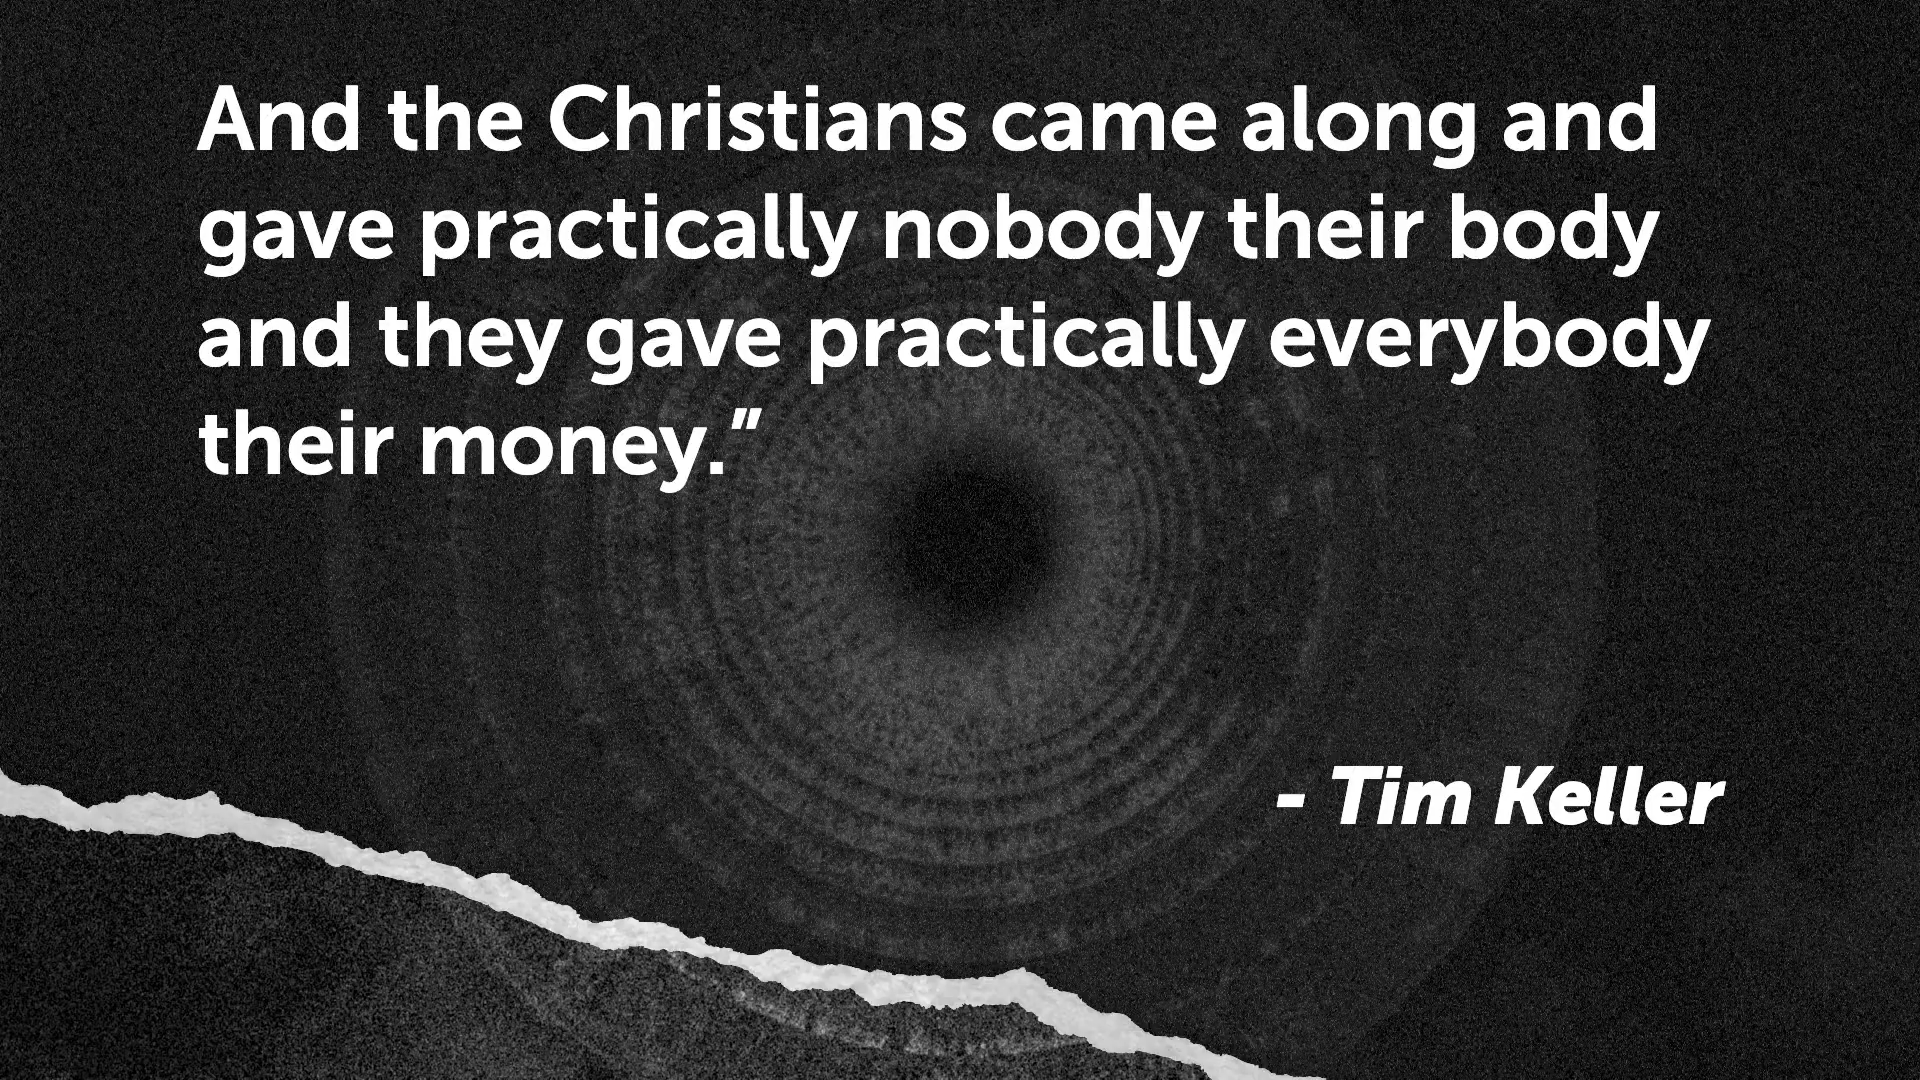 And the Christians came along and
gave practically nobody their body
and they gave practically everybody
their money."
- Tim Keller